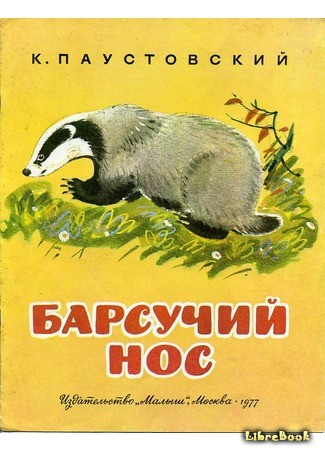 К. ПАУСТОВСКИЙ
БАРСУЧИЙ
НОС
Издательство „Малыш", Москва · 1977
LibreBook